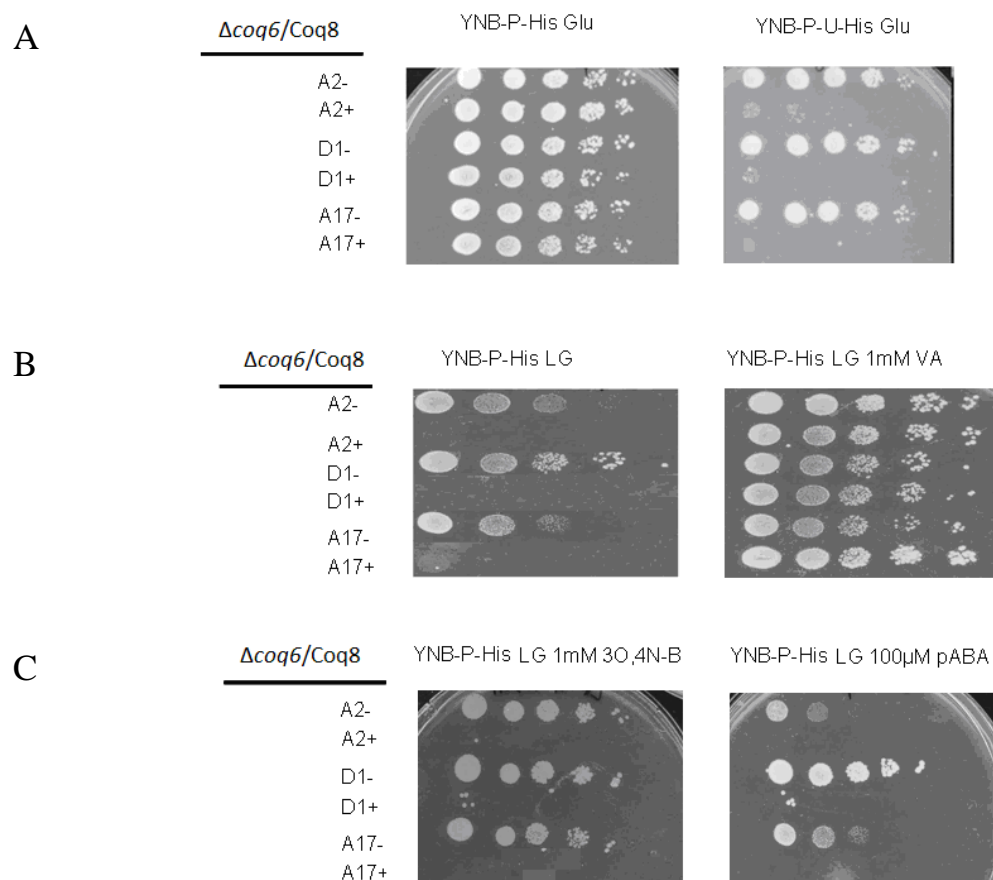 A
Δcoq6/Coq8
YNB-P-His Glu
YNB-P-U-His Glu
A2-
A2+
D1-
D1+
A17-
A17+
B
Δcoq6/Coq8
YNB-P-His LG
YNB-P-His LG 1mM VA
A2-
A2+
D1-
D1+
A17-
A17+
C
Δcoq6/Coq8
YNB-P-His LG 1mM 3O,4N-B
YNB-P-His LG 100µM pABA
A2-
A2+
D1-
D1+
A17-
A17+